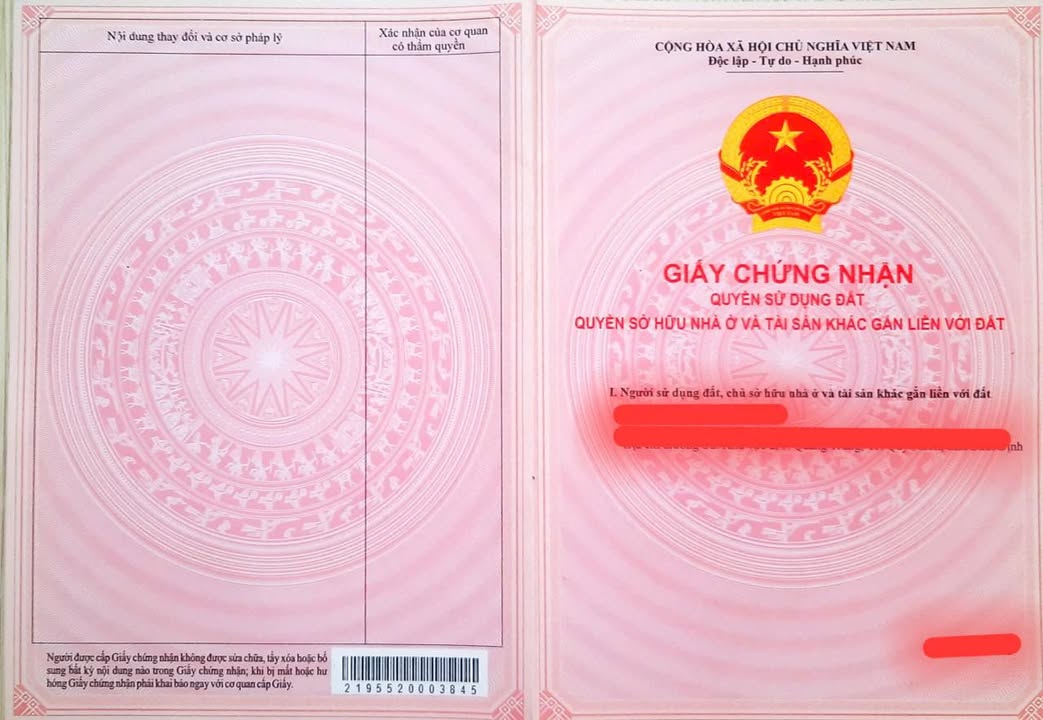 Nội dung thay đổi và cơ sở pháp lý
Xác nhận của cơ quan
có thẩm quyền
Người được cấp Giấy chứng nhận không được sửa chữa, tẩy xóa hoặc bổ
sung bất kỳ nội dung nào trong Giấy chứng nhận; khi bị mất hoặc hư
hỏng Giấy chứng nhận phải khai báo ngay với cơ quan cấp Giấy.
2195520003845
CỘNG HÒA XÃ HỘI CHỦ NGHĨA VIỆT NAM
Độc lập - Tự do - Hạnh phúc
VIỆT NAM
GIẤY CHỨNG NHẬN
QUYỀN SỬ DỤNG ĐẤT
QUYỀN SỞ HỮU NHÀ Ở VÀ TÀI SẢN KHÁC GẮN LIỀN VỚI ĐẤT
I. Người sử dụng đất, chủ sở hữu nhà ở và tài sản khác gắn liền với đất